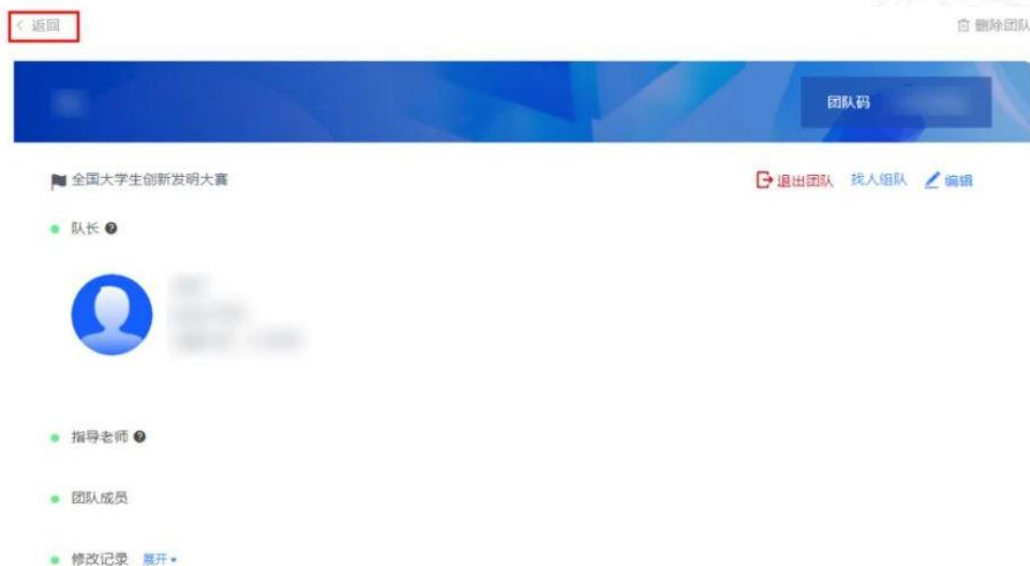 < 返回
删除团队
团队码
全国大学生创新发明大赛
退出团队 找人组队 编辑
队长
指导老师
团队成员
修改记录 展开